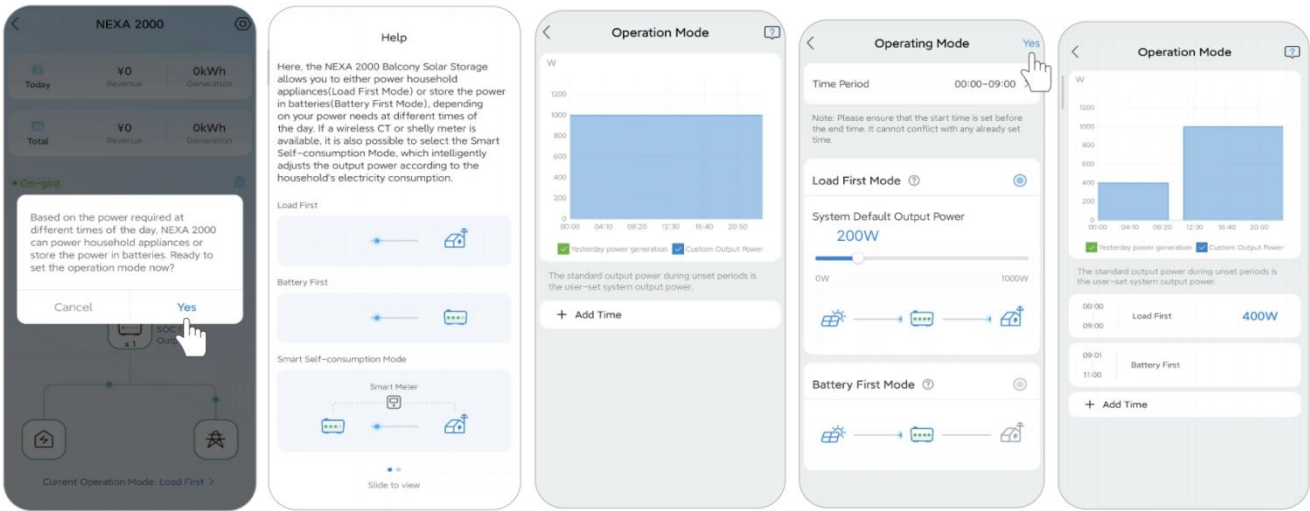 NEXA 2000
¥0
0kWh
Today
Revenue
Generation
¥0
0kWh
Total
Revenue
Generation
On-gird
Based on the power required at
different times of the day, NEXA 2000
can power household appliances or
store the power in batteries. Ready to
set the operation mode now?
Cancel
Yes
x 1
Current Operation Mode: Load First >
Help
Here, the NEXA 2000 Balcony Solar Storage
allows you to either power household
appliances(Load First Mode) or store the power
in batteries(Battery First Mode), depending
on your power needs at different times of
the day. If a wireless CT or shelly meter is
available, it is also possible to select the Smart
Self-consumption Mode, which intelligently
adjusts the output power according to the
household's electricity consumption.
Load First
Battery First
Smart Self-consumption Mode
Smart Meter
Slide to view
Operation Mode
?
W
1200
1000
800
600
400
200
0
00:00 04:10 08:20 12:30 16:40 20:50
Yesterday power generation Custom Output Power
The standard output power during unset periods is
the user-set system output power.
+ Add Time
Operating Mode
Yes
Time Period 00:00-09:00 >
Note: Please ensure that the start time is set before
the end time. It cannot conflict with any already set
time.
Load First Mode ?
System Default Output Power
200W
0W 1000W
Battery First Mode ?
Operation Mode
?
W
1200
1000
800
600
400
200
0
00:00 04:10 08:20 12:30 16:40 20:50
Yesterday power generation Custom Output Power
The standard output power during unset periods is
the user-set system output power.
00:00
Load First 400W
09:00
09:01
Battery First
11:00
+ Add Time